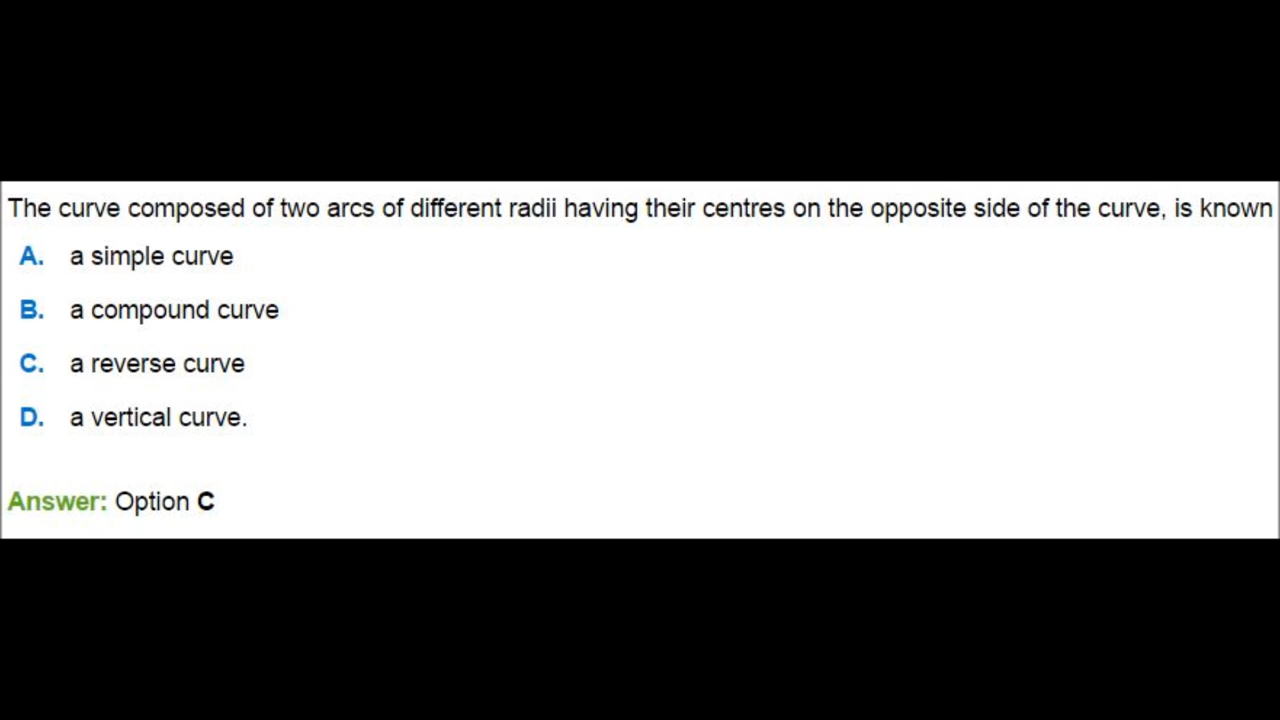 The curve composed of two arcs of different radii having their centres on the opposite side of the curve, is known
A. a simple curve
B. a compound curve
C. a reverse curve
D. a vertical curve.
Answer: Option C